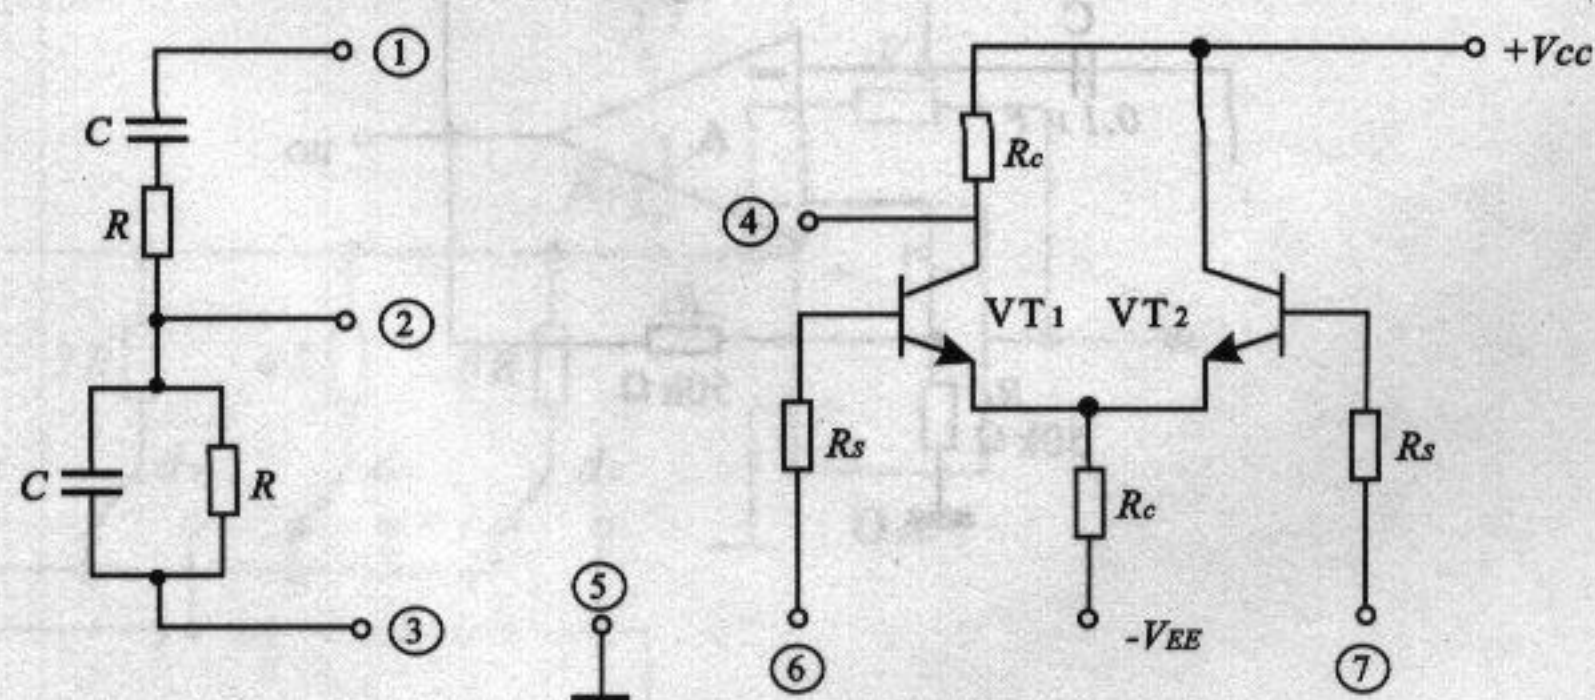 ①
C
R
②
C
R
③
④
⑤
+VCC
Rc
VT1
VT2
Rs
Rc
Rs
-VEE
⑥
⑦